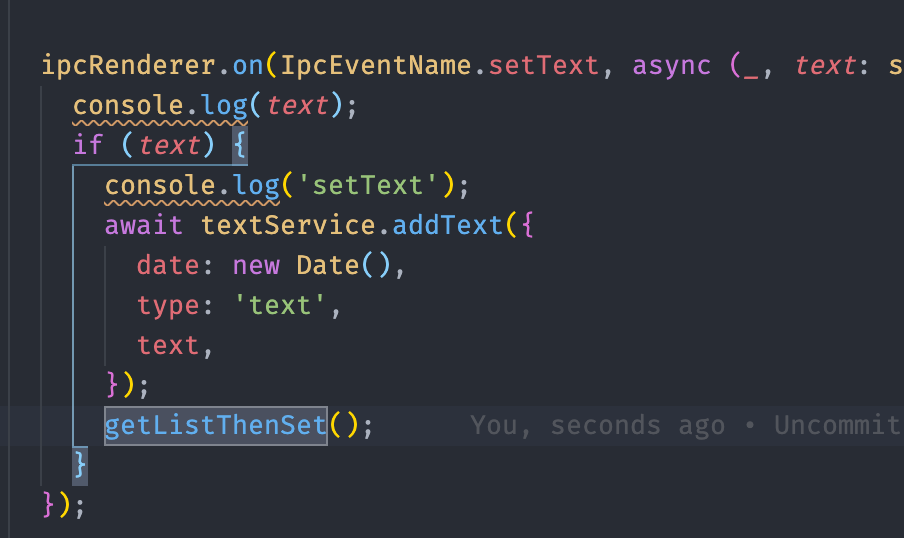 ipcRenderer.on(IpcEventName.setText, async (_, text: s
console.log(text);
if (text) {
console.log('setText');
await textService.addText({
date: new Date(),
type: 'text',
text,
});
getListThenSet(); You, seconds ago • Uncommit
}
});